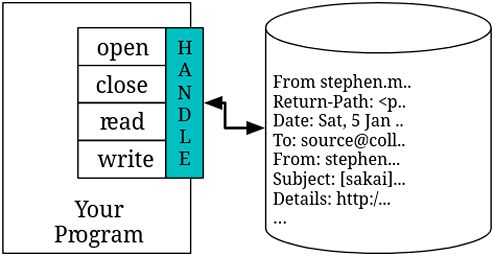 open
close
read
write
HANDLE
Your
Program
From stephen.m..
Return-Path: <p..
Date: Sat, 5 Jan ..
To: source@coll..
From: stephen...
Subject: [sakai]...
Details: http:/...
...